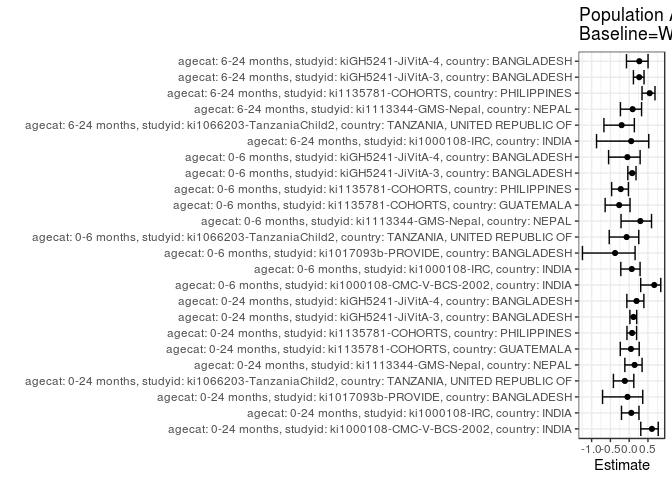 Population A
Baseline=W
agecat: 6-24 months, studyid: kiGH5241-JiVitA-4, country: BANGLADESH
agecat: 6-24 months, studyid: kiGH5241-JiVitA-3, country: BANGLADESH
agecat: 6-24 months, studyid: ki1135781-COHORTS, country: PHILIPPINES
agecat: 6-24 months, studyid: ki1113344-GMS-Nepal, country: NEPAL
agecat: 6-24 months, studyid: ki1066203-TanzaniaChild2, country: TANZANIA, UNITED REPUBLIC OF
agecat: 6-24 months, studyid: ki1000108-IRC, country: INDIA
agecat: 0-6 months, studyid: kiGH5241-JiVitA-4, country: BANGLADESH
agecat: 0-6 months, studyid: kiGH5241-JiVitA-3, country: BANGLADESH
agecat: 0-6 months, studyid: ki1135781-COHORTS, country: PHILIPPINES
agecat: 0-6 months, studyid: ki1135781-COHORTS, country: GUATEMALA
agecat: 0-6 months, studyid: ki1113344-GMS-Nepal, country: NEPAL
agecat: 0-6 months, studyid: ki1066203-TanzaniaChild2, country: TANZANIA, UNITED REPUBLIC OF
agecat: 0-6 months, studyid: ki1017093b-PROVIDE, country: BANGLADESH
agecat: 0-6 months, studyid: ki1000108-IRC, country: INDIA
agecat: 0-6 months, studyid: ki1000108-CMC-V-BCS-2002, country: INDIA
agecat: 0-24 months, studyid: kiGH5241-JiVitA-4, country: BANGLADESH
agecat: 0-24 months, studyid: kiGH5241-JiVitA-3, country: BANGLADESH
agecat: 0-24 months, studyid: ki1135781-COHORTS, country: PHILIPPINES
agecat: 0-24 months, studyid: ki1135781-COHORTS, country: GUATEMALA
agecat: 0-24 months, studyid: ki1113344-GMS-Nepal, country: NEPAL
agecat: 0-24 months, studyid: ki1066203-TanzaniaChild2, country: TANZANIA, UNITED REPUBLIC OF
agecat: 0-24 months, studyid: ki1017093b-PROVIDE, country: BANGLADESH
agecat: 0-24 months, studyid: ki1000108-IRC, country: INDIA
agecat: 0-24 months, studyid: ki1000108-CMC-V-BCS-2002, country: INDIA
-1.0-0.50.00.5
Estimate